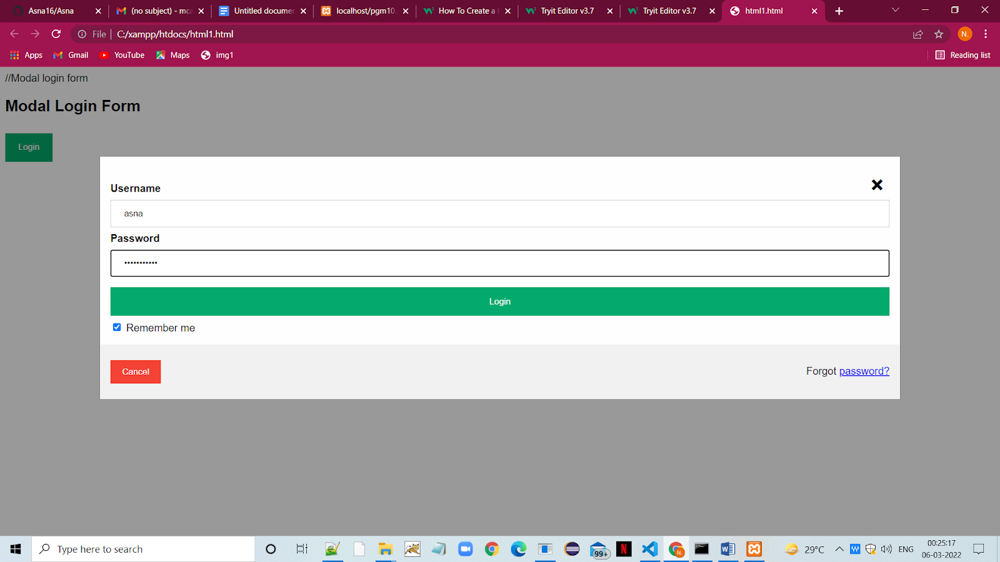 Asna16/Asna
(no subject) - mca
Untitled documen
localhost/pgm10.
How To Create a
Tryit Editor v3.7
Tryit Editor v3.7
html1.html
File
C:/xampp/htdocs/html1.html
N.
Apps
Gmail
YouTube
Maps
img1
Reading list
//Modal login form
Modal Login Form
Login
Username
asna
Password
•••••••••••
Login
Remember me
Cancel
Forgot password?
Type here to search
99+
N
29°C
ENG
00:25:17
06-03-2022